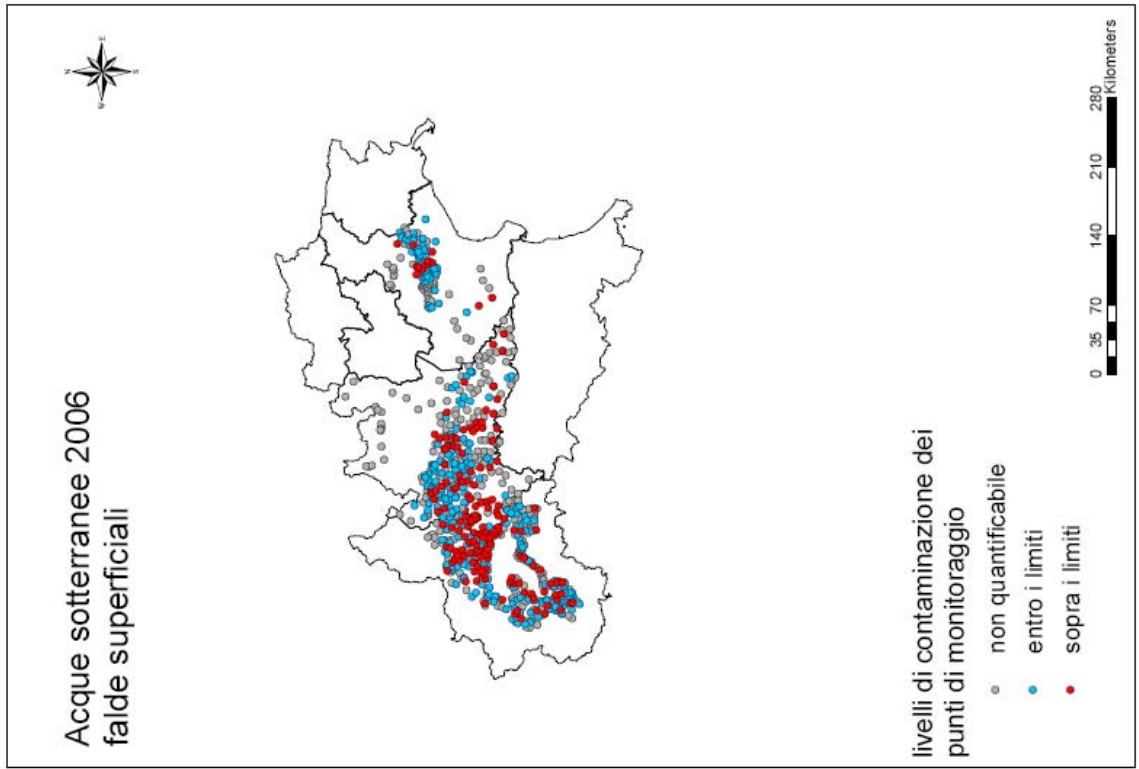 Acque sotterranee 2006
falde superficiali
N
W
E
S
livelli di contaminazione dei
punti di monitoraggio
non quantificabile
entro i limiti
sopra i limiti
0 35 70 140 210 280
Kilometers